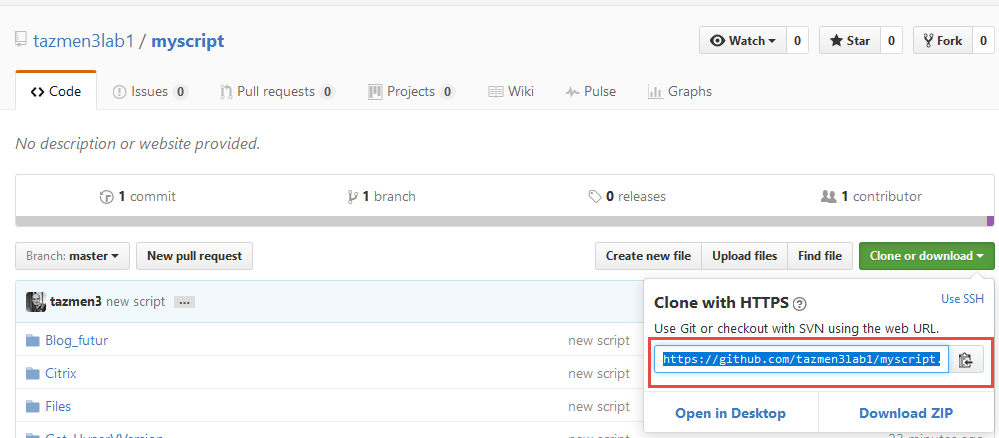 tazmen3lab1 / myscript
Watch 0 Star 0 Fork 0
Code Issues 0 Pull requests 0 Projects 0 Wiki Pulse Graphs
No description or website provided.
1 commit 1 branch 0 releases 1 contributor
Branch: master New pull request Create new file Upload files Find file Clone or download
tazmen3 new script ...
Clone with HTTPS Use SSH
Use Git or checkout with SVN using the web URL.
Blog_futur new script
https://github.com/tazmen3lab1/myscript.
Citrix new script
Files new script
Open in Desktop Download ZIP